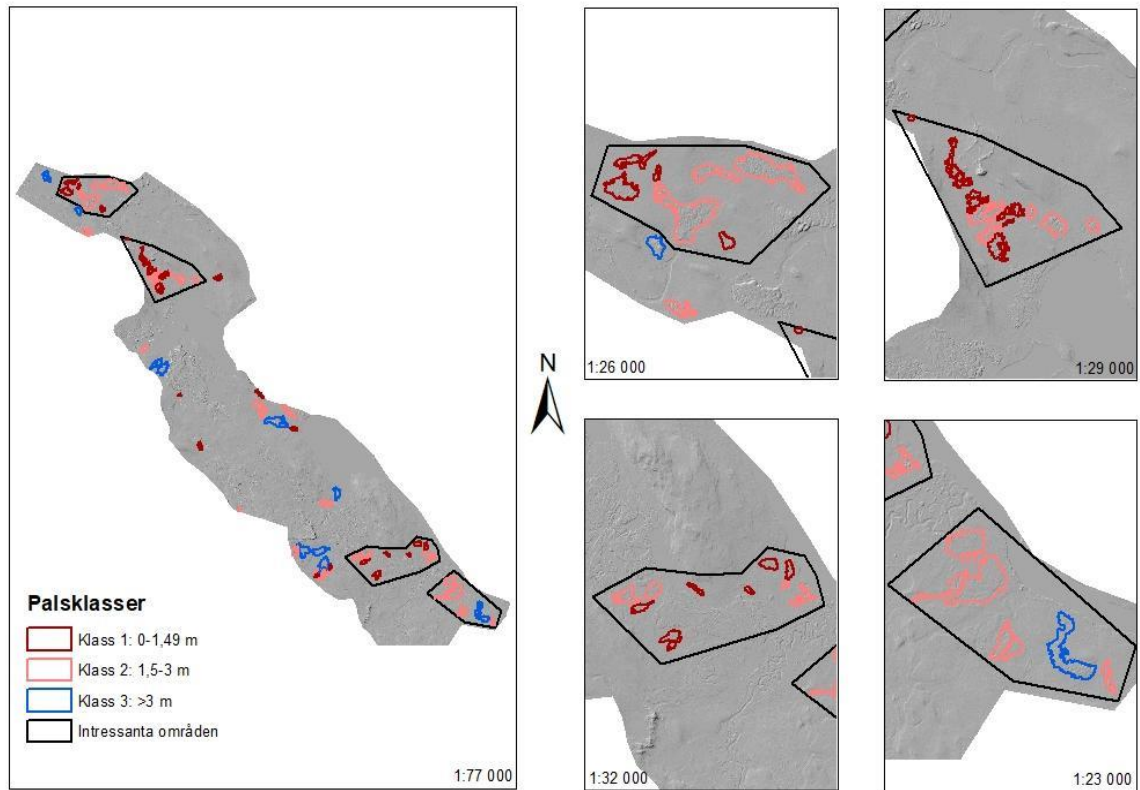 Palsklasser
Klass 1: 0-1,49 m
Klass 2: 1,5-3 m
Klass 3: >3 m
Intressanta områden
1:77 000
N
1:26 000
1:29 000
1:32 000
1:23 000